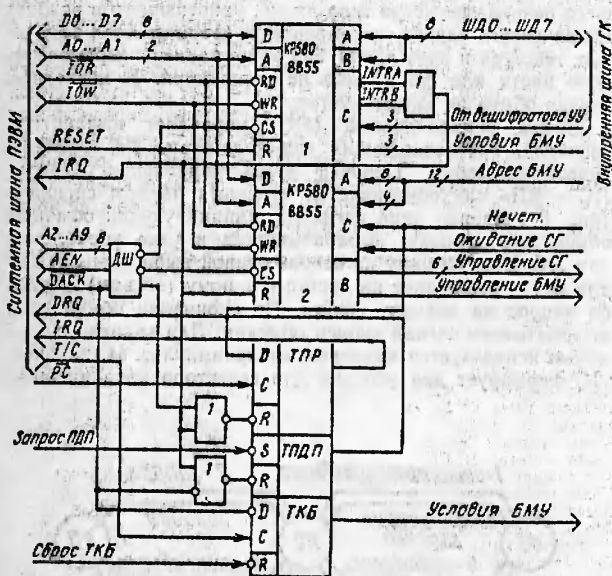 Системная шина ПЭВМ
D0...D7 8
A0...A1 2
IOR
IOW
RESET
IRQ
A2...A9 8
AEN
DACK
DRQ
IRQ
T/C
РС
Запрос ПДП
Сброс ТКБ
ДШ
1
1
D
A
RD
WR
CS
R
КР580
8855
1
A
B
C
INTRA
INTRB
1
D
A
RD
WR
CS
R
КР580
8855
2
A
C
B
D
C
R
ТПР
S
R
ТПДП
D
C
R
ТКБ
8 ШД0...ШД7
От дешифратора УУ
3
Условия БМУ
3
8 12 Адрес БМУ
4
Нечет.
Ожидание СГ
6 Управление СГ
Управление БМУ
Условия БМУ
Внутренняя шина ГК